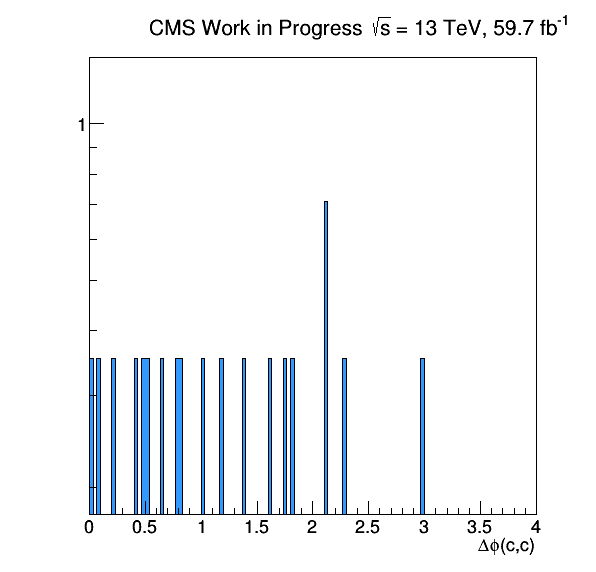 CMS Work in Progress √s = 13 TeV, 59.7 fb⁻¹
1
0 0.5 1 1.5 2 2.5 3 3.5 4
Δϕ(c,c)